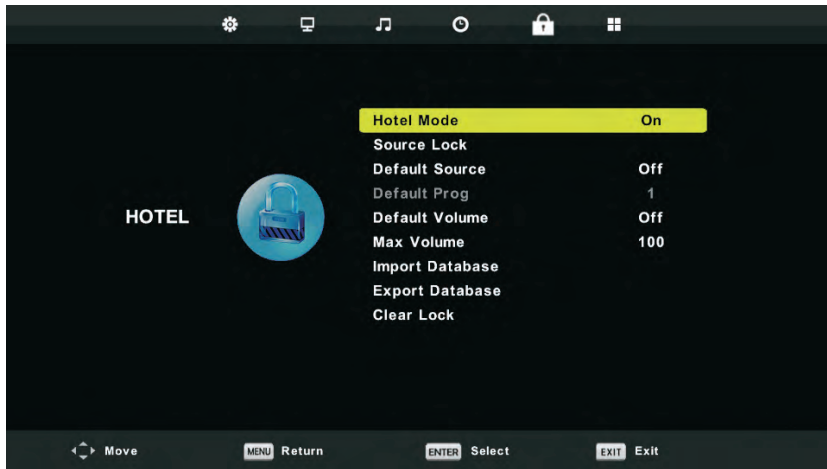 Hotel Mode On
Source Lock
Default Source Off
Default Prog 1
HOTEL
Default Volume Off
Max Volume 100
Import Database
Export Database
Clear Lock
Move MENU Return ENTER Select EXIT Exit